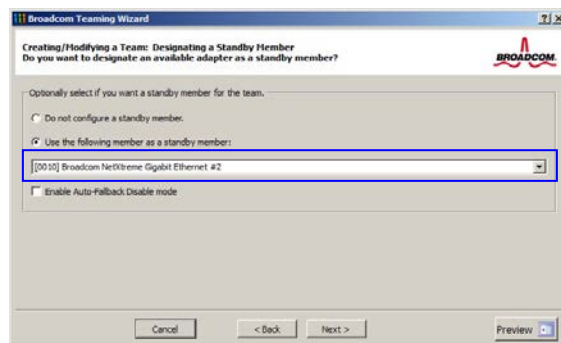 Broadcom Teaming Wizard
Creating/Modifying a Team: Designating a Standby Member
Do you want to designate an available adapter as a standby member?
BROADCOM
Optionally select if you want a standby member for the team.
Do not configure a standby member.
Use the following member as a standby member:
[0010] Broadcom NetXtreme Gigabit Ethernet #2
Enable Auto-Fallback Disable mode
Cancel
< Back
Next >
Preview